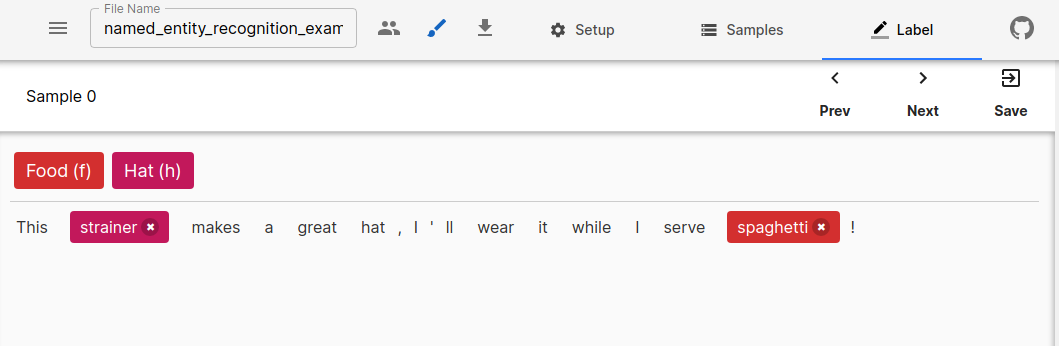 File Name
named_entity_recognition_exam
Setup
Samples
Label
Sample 0
Prev
Next
Save
Food (f)
Hat (h)
This strainer makes a great hat , I ' ll wear it while I serve spaghetti !